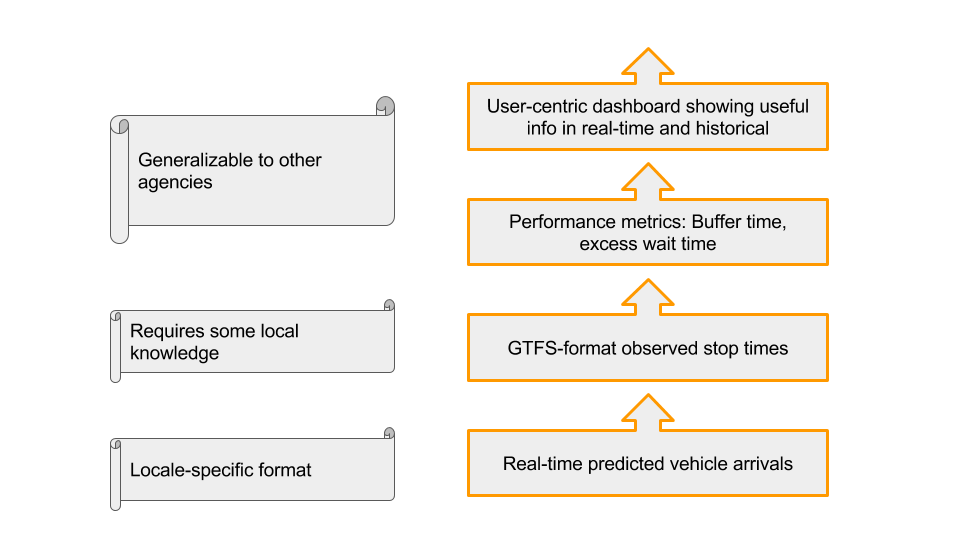 Generalizable to other
agencies
Requires some local
knowledge
Locale-specific format
User-centric dashboard showing useful
info in real-time and historical
Performance metrics: Buffer time,
excess wait time
GTFS-format observed stop times
Real-time predicted vehicle arrivals